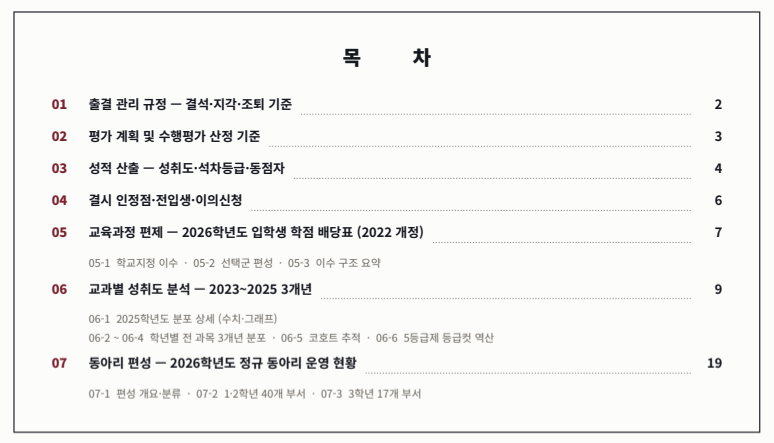 목 차
01 출결 관리 규정 — 결석·지각·조퇴 기준 2
02 평가 계획 및 수행평가 산정 기준 3
03 성적 산출 — 성취도·석차등급·동점자 4
04 결시 인정점·전입생·이의신청 6
05 교육과정 편제 — 2026학년도 입학생 학점 배당표 (2022 개정) 7
05-1 학교지정 이수 · 05-2 선택군 편성 · 05-3 이수 구조 요약
06 교과별 성취도 분석 — 2023~2025 3개년 9
06-1 2025학년도 분포 상세 (수치·그래프)
06-2 ~ 06-4 학년별 전 과목 3개년 분포 · 06-5 코호트 추적 · 06-6 5등급제 등급컷 역산
07 동아리 편성 — 2026학년도 정규 동아리 운영 현황 19
07-1 편성 개요·분류 · 07-2 1·2학년 40개 부서 · 07-3 3학년 17개 부서